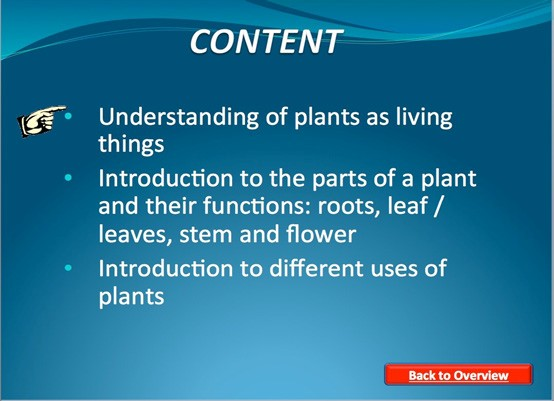 CONTENT
• Understanding of plants as living
things
• Introduction to the parts of a plant
and their functions: roots, leaf /
leaves, stem and flower
• Introduction to different uses of
plants
Back to Overview